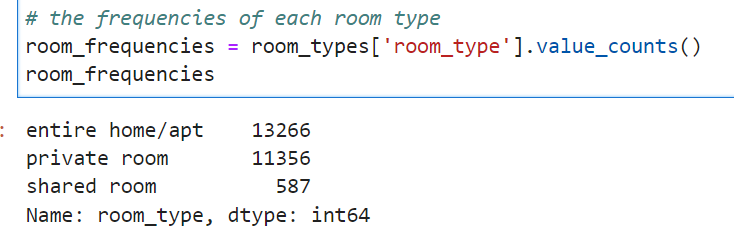 # the frequencies of each room type
room_frequencies = room_types['room_type'].value_counts()
room_frequencies
: entire home/apt    13266
private room       11356
shared room          587
Name: room_type, dtype: int64